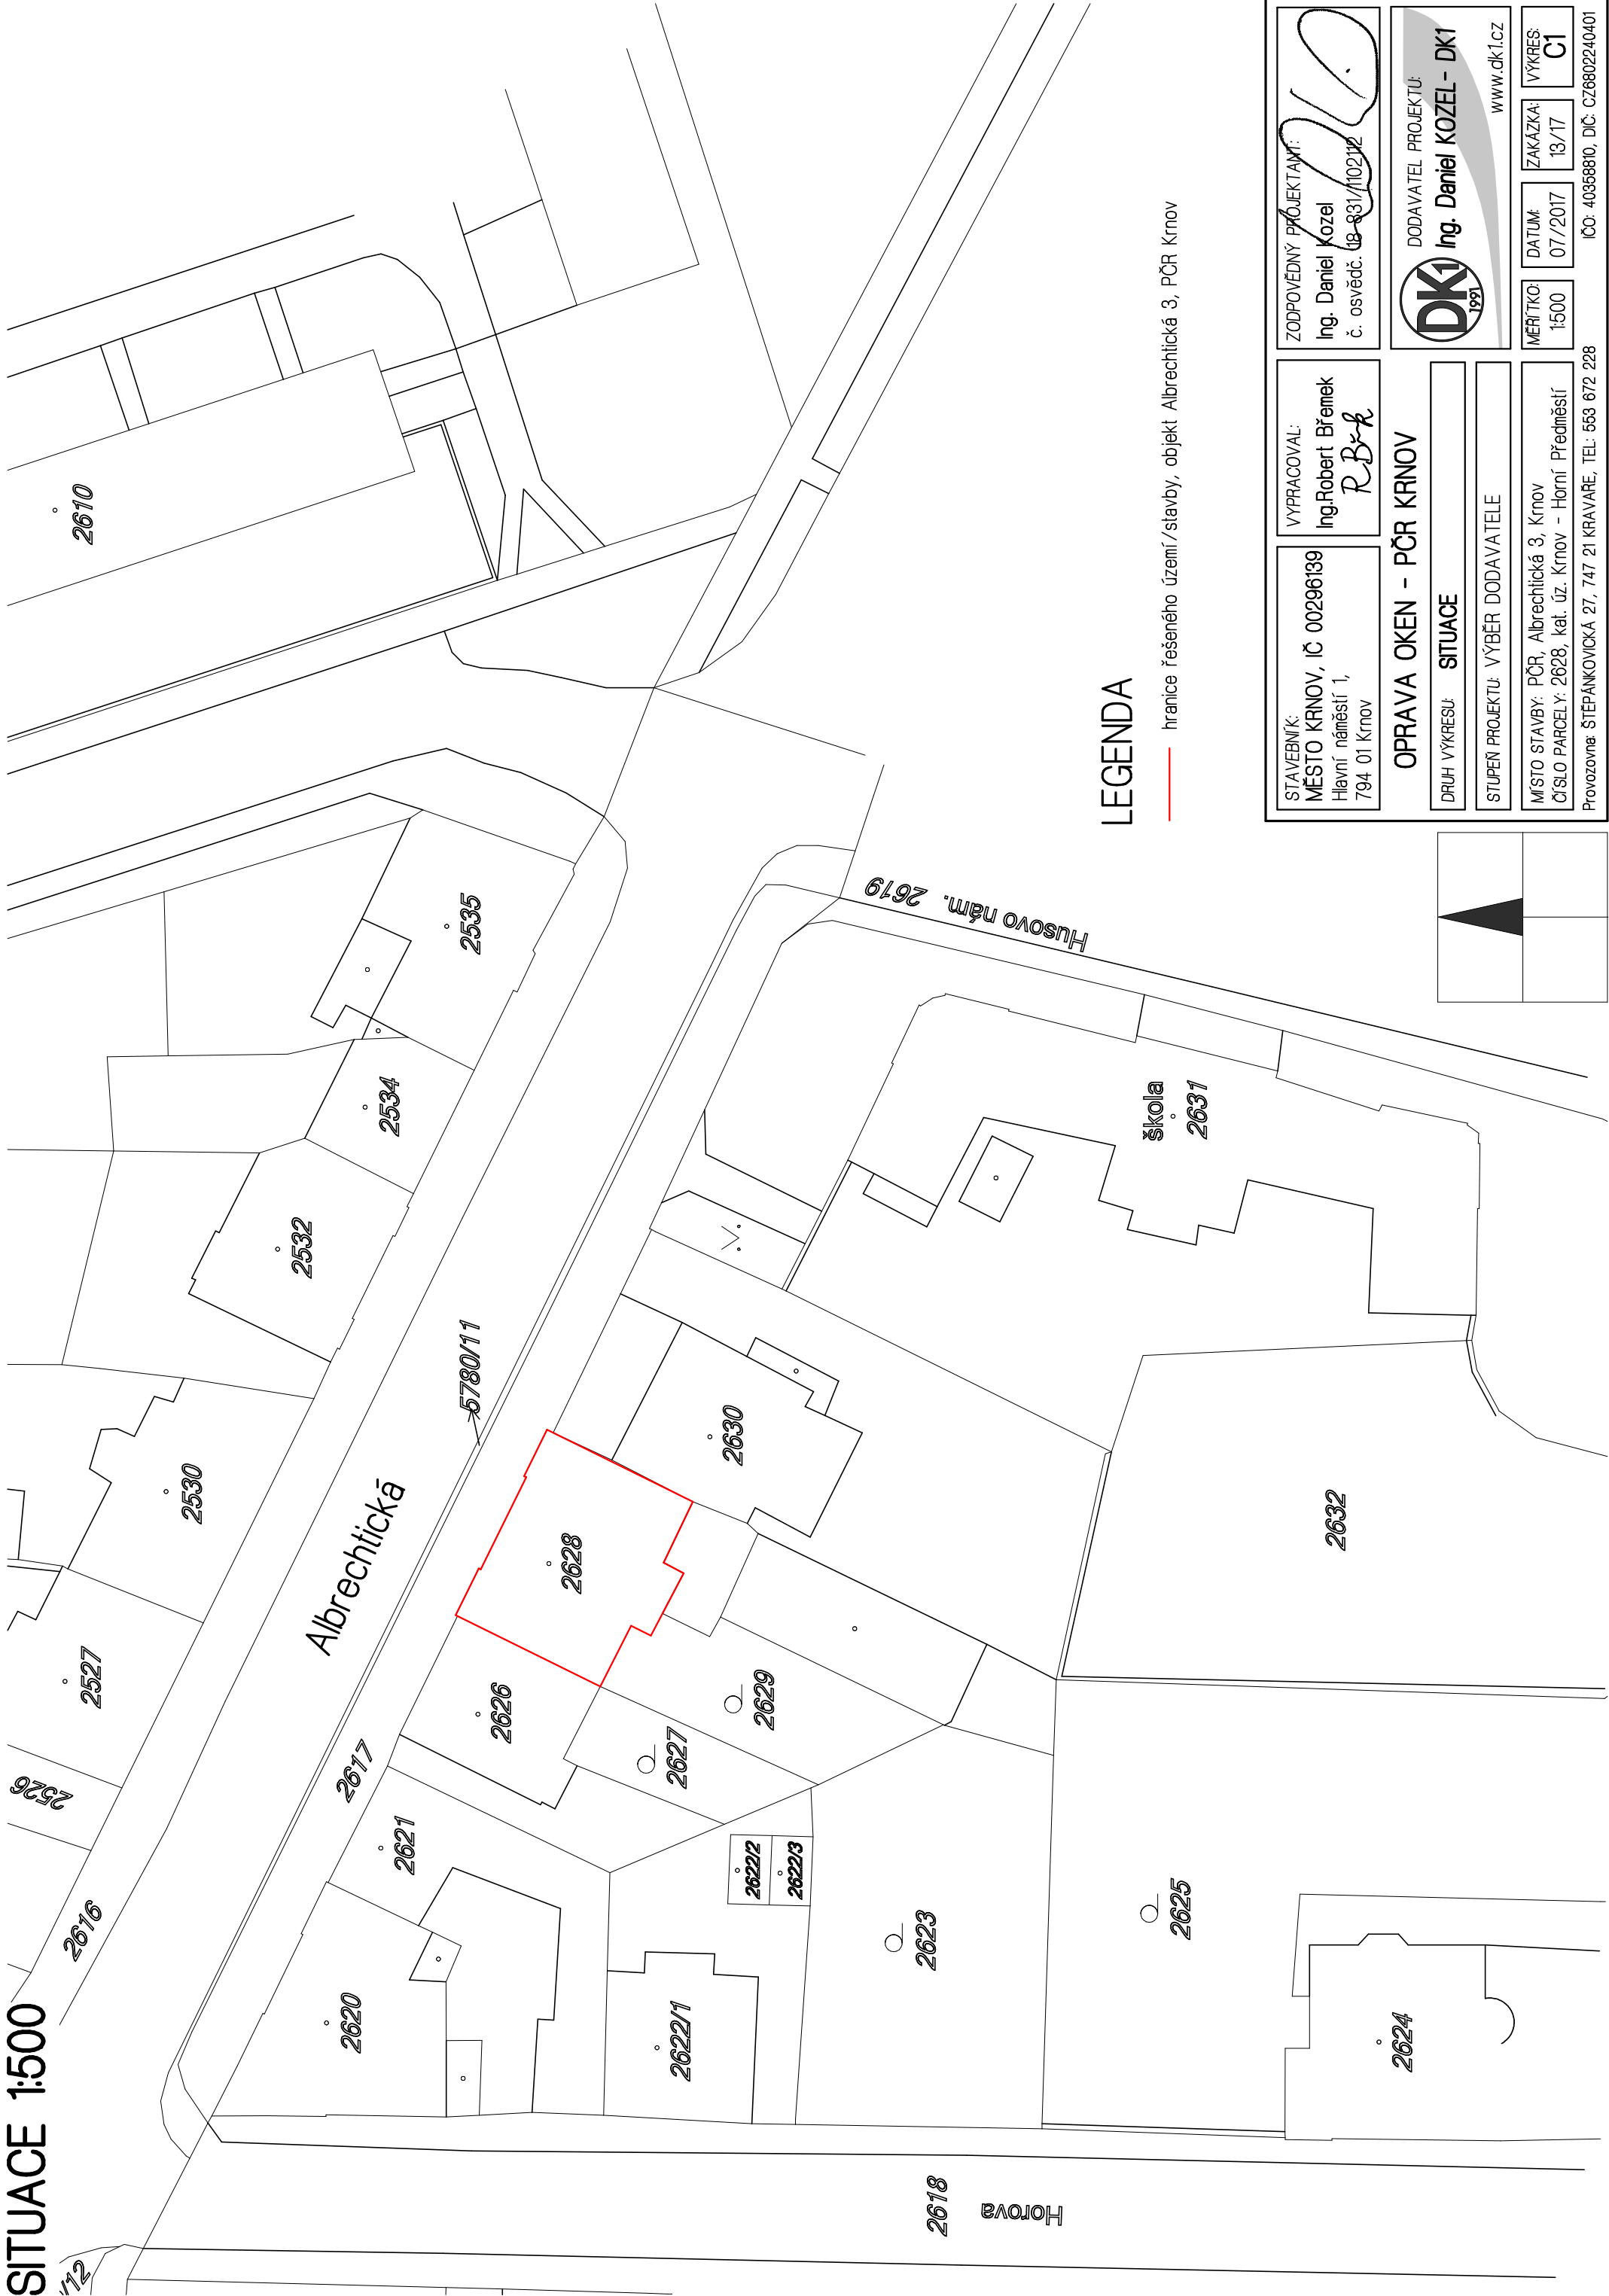 SITUACE 1:500
/12
2616
2526
2527
2530
2532
2534
2535
2610
Albrechtická
5780/11
2617
2620
2621
2626
2628
2630
2627
2629
2622/1
2622/2
2622/3
2623
2625
2624
2632
škola
2631
Husovo nám. 2619
2618
Horova
LEGENDA
hranice řešeného území/stavby, objekt Albrechtická 3, PČR Krnov
STAVEBNÍK:
MĚSTO KRNOV, IČ 00296139
Hlavní náměstí 1,
794 01 Krnov
VYPRACOVAL:
Ing.Robert Břemek
ZODPOVĚDNÝ PROJEKTANT:
Ing. Daniel Kozel
č. osvědč. 18-831/1102112
OPRAVA OKEN - PČR KRNOV
DRUH VÝKRESU: SITUACE
STUPEŇ PROJEKTU: VÝBĚR DODAVATELE
DODAVATEL PROJEKTU:
DK1
1991
Ing. Daniel KOZEL- DK1
www.dk1.cz
MÍSTO STAVBY: PČR, Albrechtická 3, Krnov
ČÍSLO PARCELY: 2628, kat. úz. Krnov - Horní Předměstí
MĚŘÍTKO:
1:500
DATUM:
07/2017
ZAKÁZKA:
13/17
VÝKRES:
C1
Provozovna: ŠTĚPÁNKOVICKÁ 27, 747 21 KRAVAŘE, TEL: 553 672 228
IČO: 40358810, DIČ: CZ6802240401